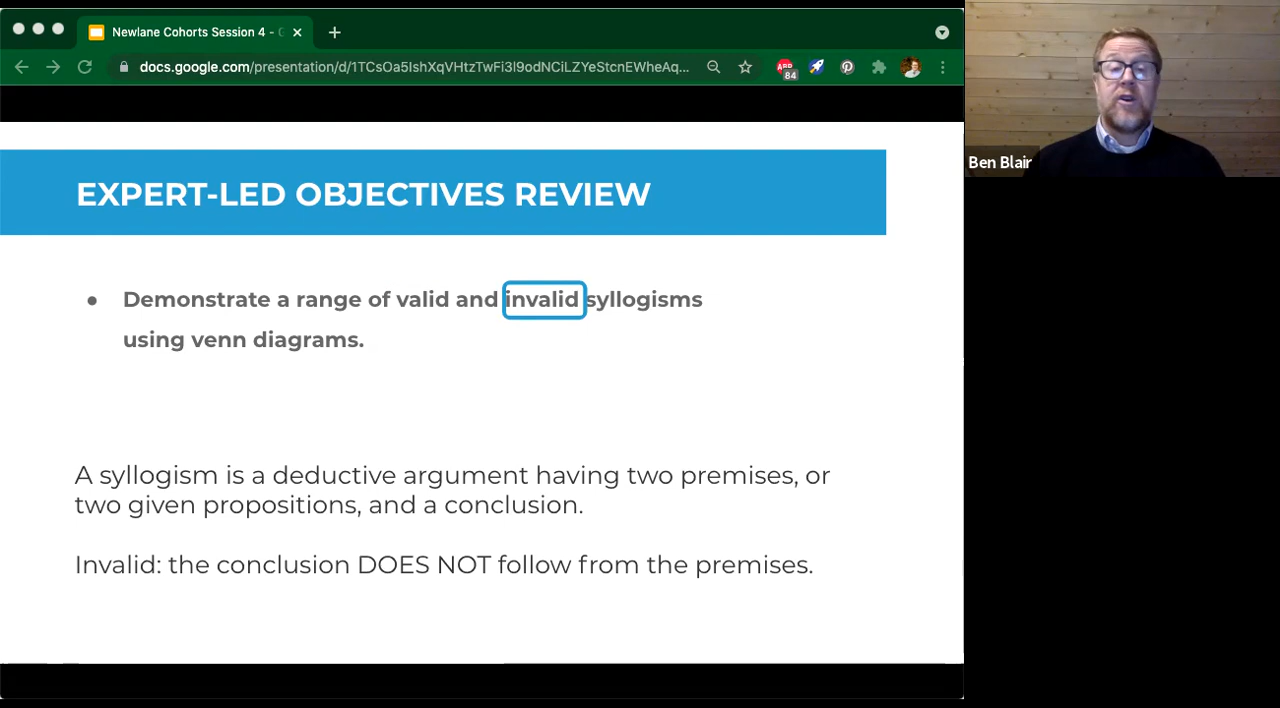 Newlane Cohorts Session 4 - 
docs.google.com/presentation/d/1TCsOa5IshXqVHtzTwFi3I9odNCiLZYeStcnEWheAq...
84
Ben Blair
EXPERT-LED OBJECTIVES REVIEW
● Demonstrate a range of valid and invalid syllogisms
using venn diagrams.
A syllogism is a deductive argument having two premises, or
two given propositions, and a conclusion.
Invalid: the conclusion DOES NOT follow from the premises.